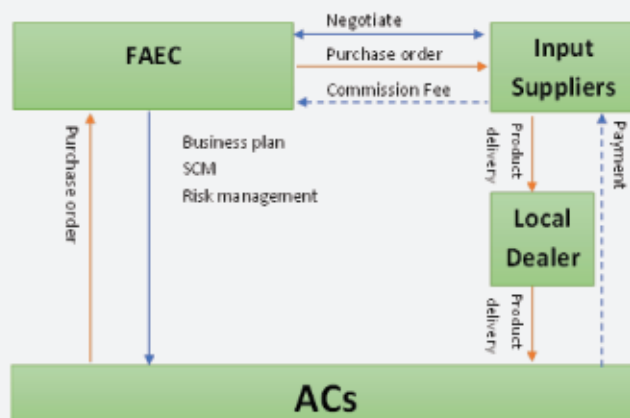 Negotiate
FAEC
Purchase order
Input
Suppliers
Commission Fee
Business plan
SCM
Risk management
Purchase order
Product
delivery
Payment
Local
Dealer
Product
delivery
ACs